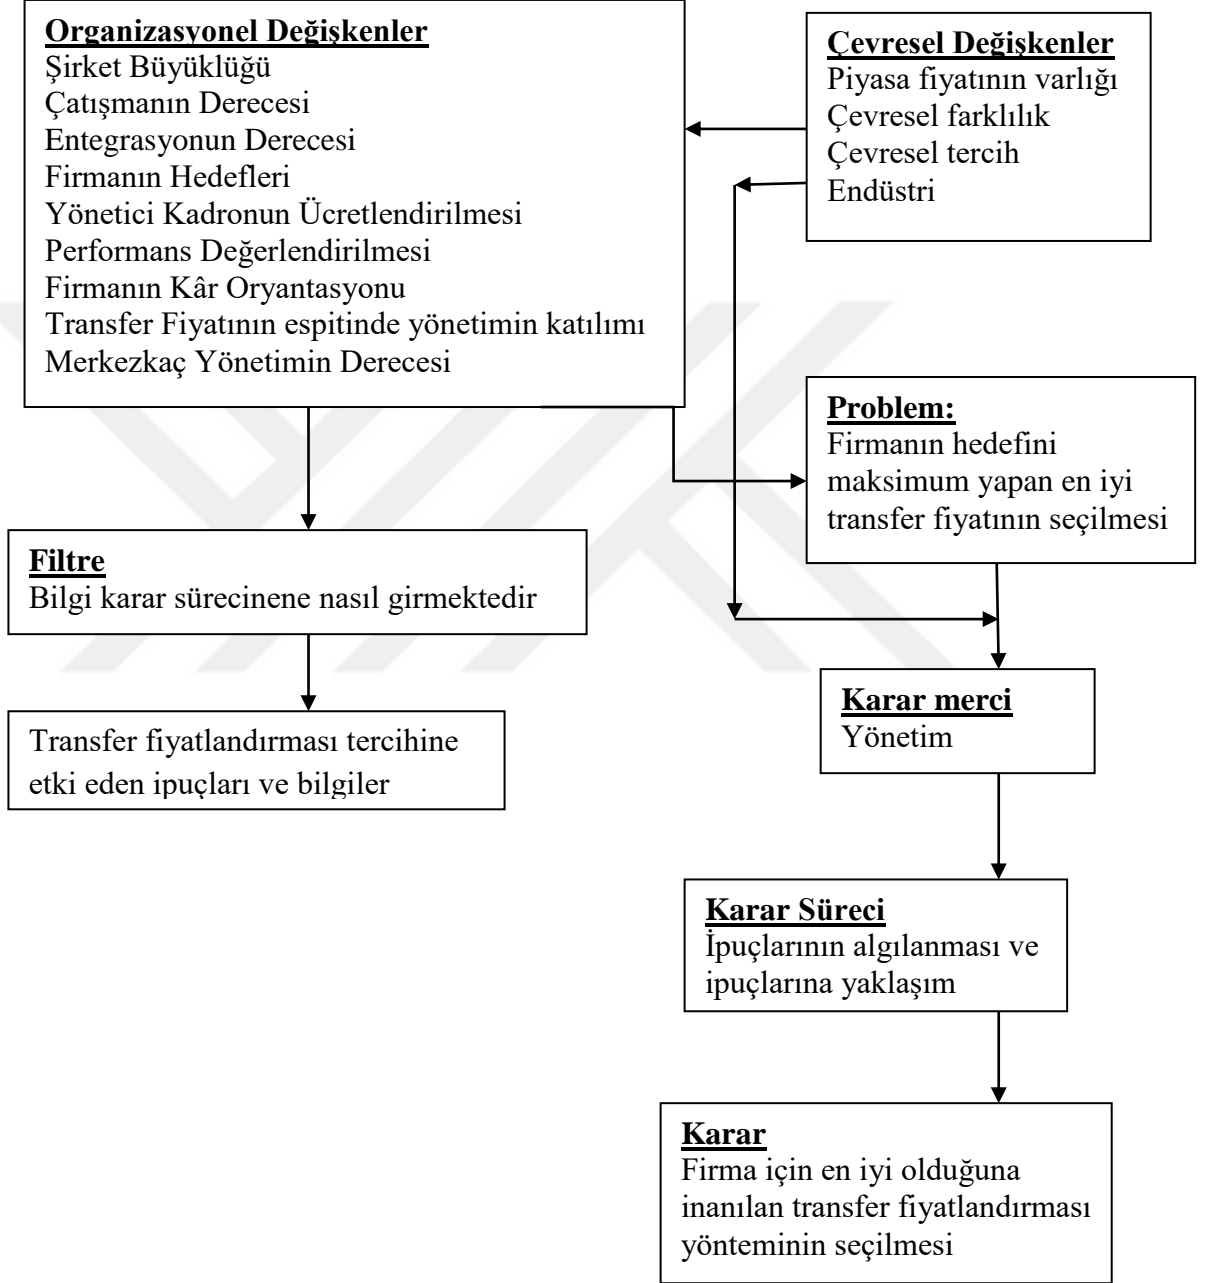 Organizasyonel Değişkenler
Şirket Büyüklüğü
Çatışmanın Derecesi
Entegrasyonun Derecesi
Firmanın Hedefleri
Yönetici Kadronun Ücretlendirilmesi
Performans Değerlendirilmesi
Firmanın Kâr Oryantasyonu
Transfer Fiyatının espitinde yönetimin katılımı
Merkezkaç Yönetimin Derecesi
Çevresel Değişkenler
Piyasa fiyatının varlığı
Çevresel farklılık
Çevresel tercih
Endüstri
Problem:
Firmanın hedefini
maksimum yapan en iyi
transfer fiyatının seçilmesi
Filtre
Bilgi karar sürecinene nasıl girmektedir
Transfer fiyatlandırması tercihine
etki eden ipuçları ve bilgiler
Karar merci
Yönetim
Karar Süreci
İpuçlarının algılanması ve
ipuçlarına yaklaşım
Karar
Firma için en iyi olduğuna
inanılan transfer fiyatlandırması
yönteminin seçilmesi